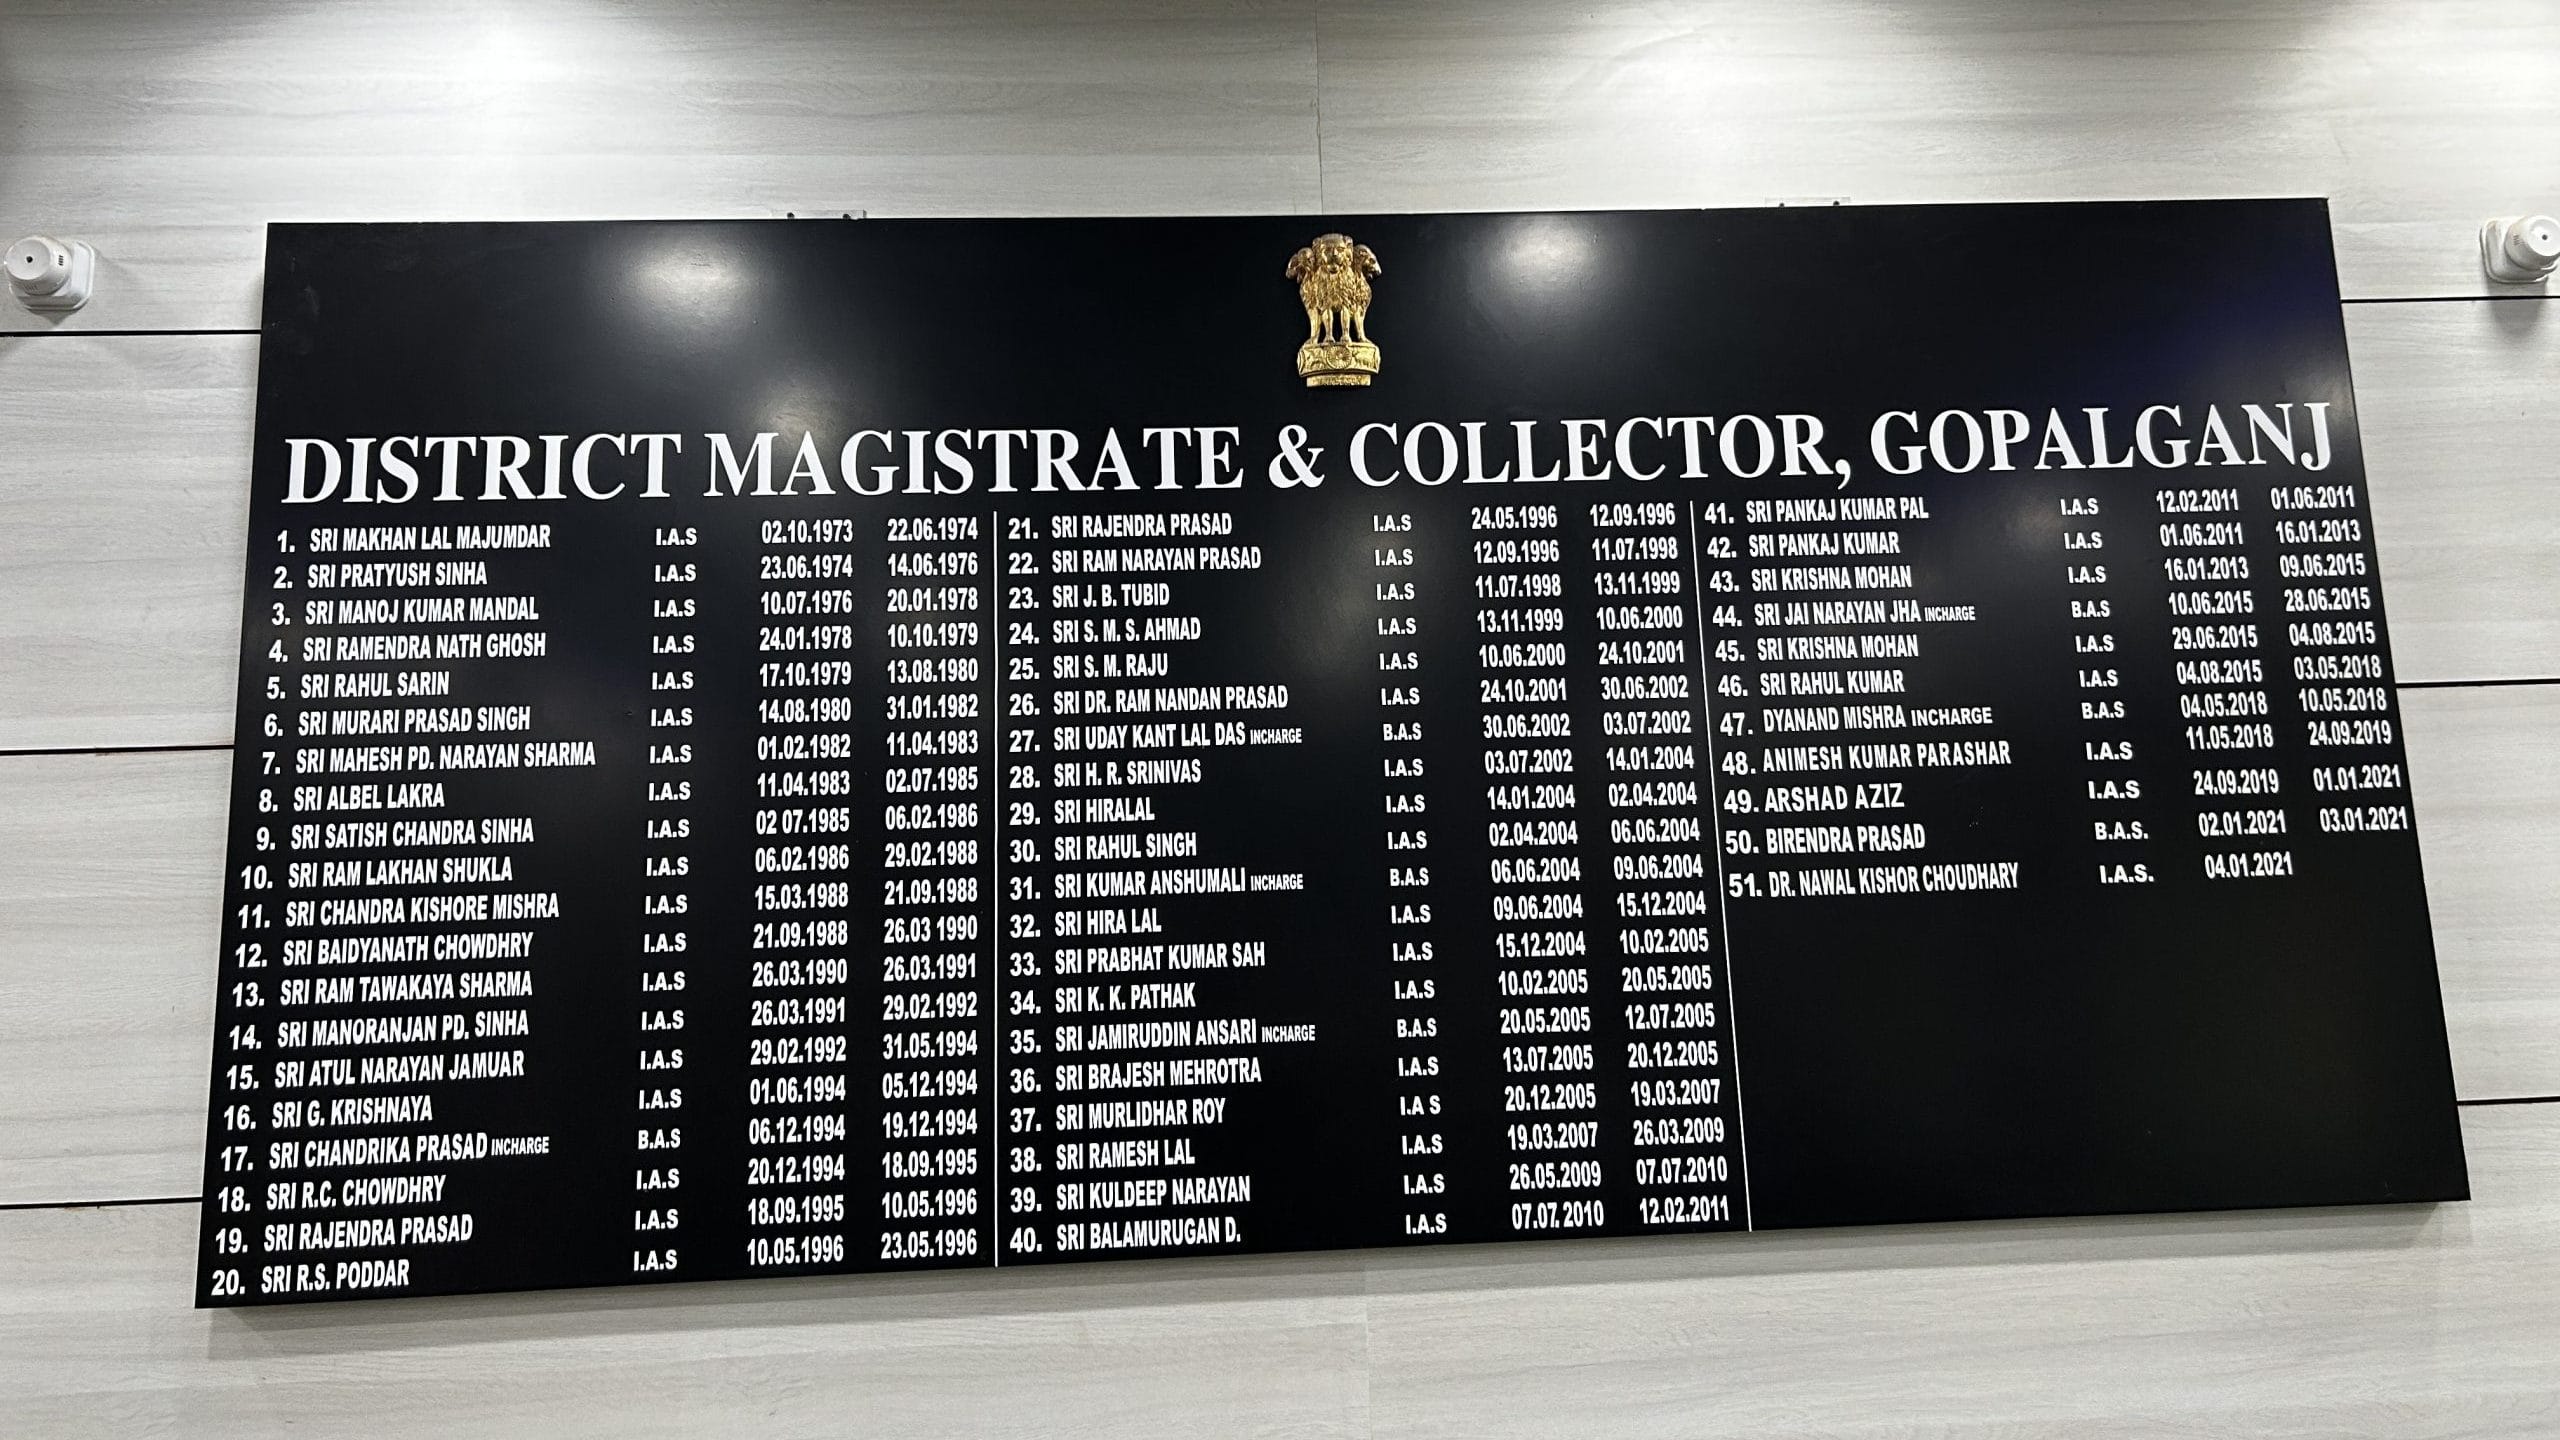 DISTRICT MAGISTRATE & COLLECTOR, GOPALGANJ
1. SRI MAKHAN LAL MAJUMDAR I.A.S 02.10.1973 22.06.1974
2. SRI PRATYUSH SINHA I.A.S 23.06.1974 14.06.1976
3. SRI MANOJ KUMAR MANDAL I.A.S 10.07.1976 20.01.1978
4. SRI RAMENDRA NATH GHOSH I.A.S 24.01.1978 10.10.1979
5. SRI RAHUL SARIN I.A.S 17.10.1979 13.08.1980
6. SRI MURARI PRASAD SINGH I.A.S 14.08.1980 31.01.1982
7. SRI MAHESH PD. NARAYAN SHARMA I.A.S 01.02.1982 11.04.1983
8. SRI ALBEL LAKRA I.A.S 11.04.1983 02.07.1985
9. SRI SATISH CHANDRA SINHA I.A.S 02 07.1985 06.02.1986
10. SRI RAM LAKHAN SHUKLA I.A.S 06.02.1986 29.02.1988
11. SRI CHANDRA KISHORE MISHRA I.A.S 15.03.1988 21.09.1988
12. SRI BAIDYANATH CHOWDHRY I.A.S 21.09.1988 26.03 1990
13. SRI RAM TAWAKAYA SHARMA I.A.S 26.03.1990 26.03.1991
14. SRI MANORANJAN PD. SINHA I.A.S 26.03.1991 29.02.1992
15. SRI ATUL NARAYAN JAMUAR I.A.S 29.02.1992 31.05.1994
16. SRI G. KRISHNAYA I.A.S 01.06.1994 05.12.1994
17. SRI CHANDRIKA PRASAD INCHARGE B.A.S 06.12.1994 19.12.1994
18. SRI R.C. CHOWDHRY I.A.S 20.12.1994 18.09.1995
19. SRI RAJENDRA PRASAD I.A.S 18.09.1995 10.05.1996
20. SRI R.S. PODDAR I.A.S 10.05.1996 23.05.1996
21. SRI RAJENDRA PRASAD I.A.S 24.05.1996 12.09.1996
22. SRI RAM NARAYAN PRASAD I.A.S 12.09.1996 11.07.1998
23. SRI J. B. TUBID I.A.S 11.07.1998 13.11.1999
24. SRI S. M. S. AHMAD I.A.S 13.11.1999 10.06.2000
25. SRI S. M. RAJU I.A.S 10.06.2000 24.10.2001
26. SRI DR. RAM NANDAN PRASAD I.A.S 24.10.2001 30.06.2002
27. SRI UDAY KANT LAL DAS INCHARGE B.A.S 30.06.2002 03.07.2002
28. SRI H. R. SRINIVAS I.A.S 03.07.2002 14.01.2004
29. SRI HIRALAL I.A.S 14.01.2004 02.04.2004
30. SRI RAHUL SINGH I.A.S 02.04.2004 06.06.2004
31. SRI KUMAR ANSHUMALI INCHARGE B.A.S 06.06.2004 09.06.2004
32. SRI HIRA LAL I.A.S 09.06.2004 15.12.2004
33. SRI PRABHAT KUMAR SAH I.A.S 15.12.2004 10.02.2005
34. SRI K. K. PATHAK I.A.S 10.02.2005 20.05.2005
35. SRI JAMIRUDDIN ANSARI INCHARGE B.A.S 20.05.2005 12.07.2005
36. SRI BRAJESH MEHROTRA I.A.S 13.07.2005 20.12.2005
37. SRI MURLIDHAR ROY I.A S 20.12.2005 19.03.2007
38. SRI RAMESH LAL I.A.S 19.03.2007 26.03.2009
39. SRI KULDEEP NARAYAN I.A.S 26.05.2009 07.07.2010
40. SRI BALAMURUGAN D. I.A.S 07.07.2010 12.02.2011
41. SRI PANKAJ KUMAR PAL I.A.S 12.02.2011 01.06.2011
42. SRI PANKAJ KUMAR I.A.S 01.06.2011 16.01.2013
43. SRI KRISHNA MOHAN I.A.S 16.01.2013 09.06.2015
44. SRI JAI NARAYAN JHA INCHARGE B.A.S 10.06.2015 28.06.2015
45. SRI KRISHNA MOHAN I.A.S 29.06.2015 04.08.2015
46. SRI RAHUL KUMAR I.A.S 04.08.2015 03.05.2018
47. DYANAND MISHRA INCHARGE B.A.S 04.05.2018 10.05.2018
48. ANIMESH KUMAR PARASHAR I.A.S 11.05.2018 24.09.2019
49. ARSHAD AZIZ I.A.S 24.09.2019 01.01.2021
50. BIRENDRA PRASAD B.A.S. 02.01.2021 03.01.2021
51. DR. NAWAL KISHOR CHOUDHARY I.A.S. 04.01.2021